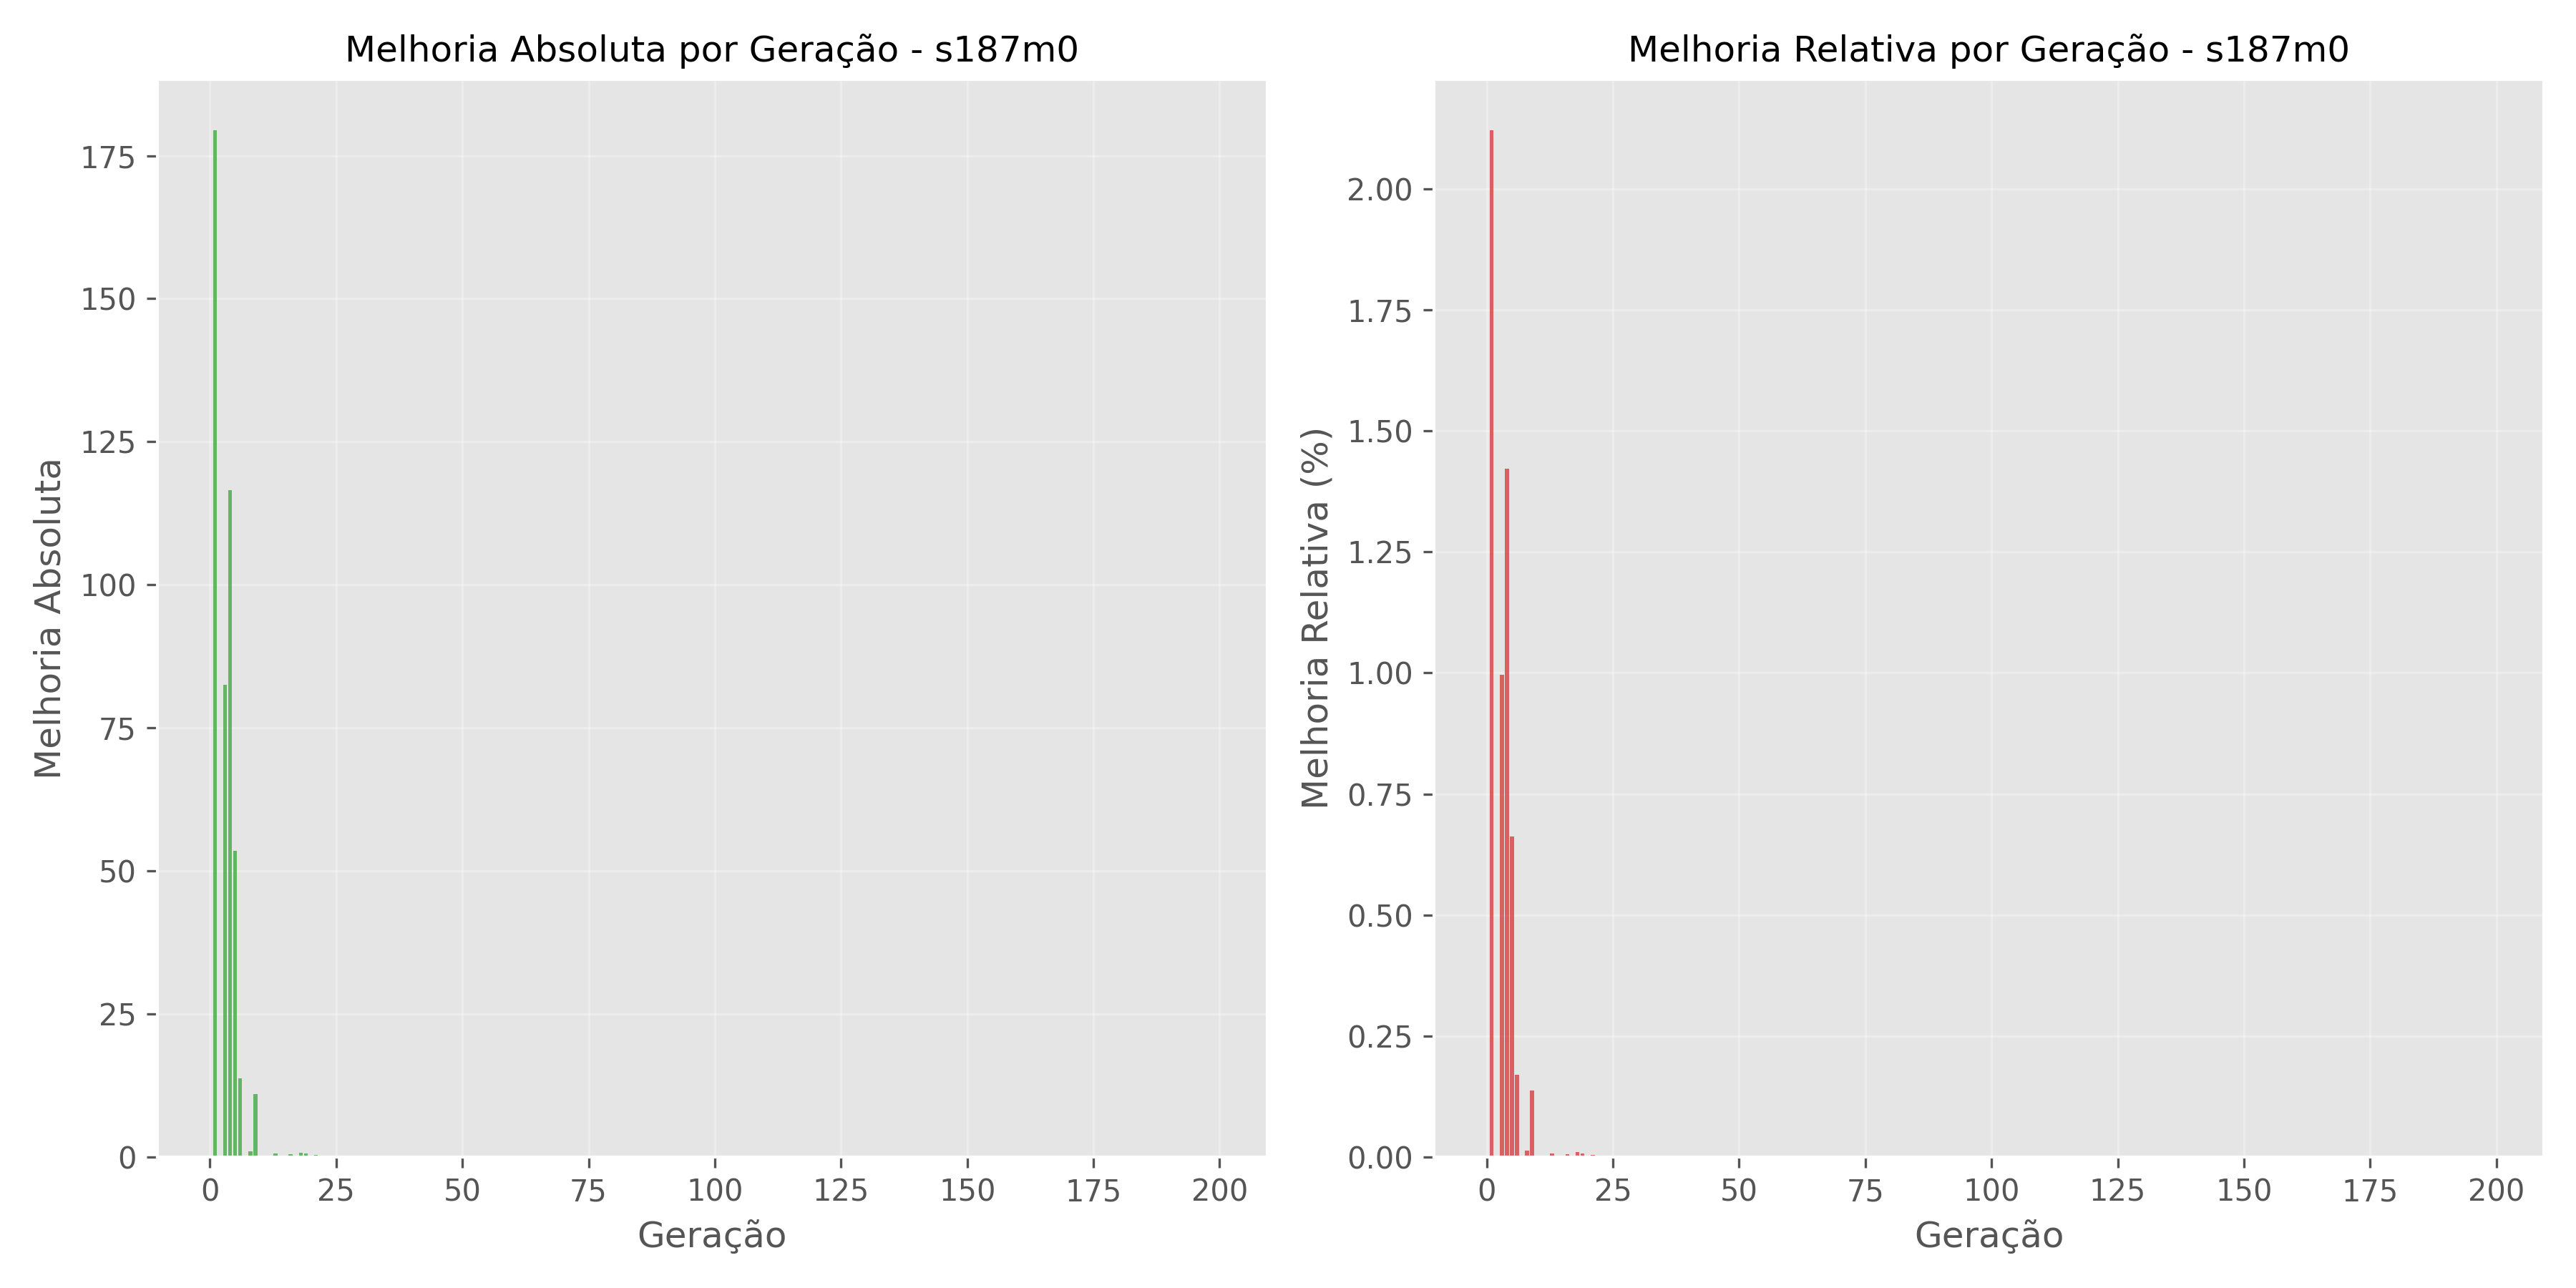 Melhoria Absoluta por Geração - s187m0
Melhoria Absoluta
175
150
125
100
75
50
25
0
0 25 50 75 100 125 150 175 200
Geração
Melhoria Relativa por Geração - s187m0
Melhoria Relativa (%)
2.00
1.75
1.50
1.25
1.00
0.75
0.50
0.25
0.00
0 25 50 75 100 125 150 175 200
Geração